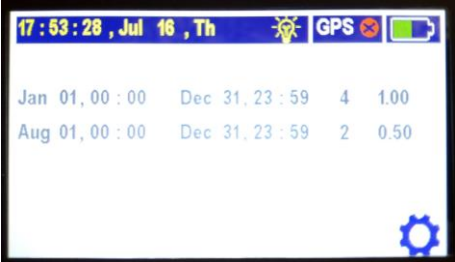 17:53:28 , Jul 16 , Th GPS
Jan 01, 00 : 00 Dec 31, 23 : 59 4 1.00
Aug 01, 00 : 00 Dec 31, 23 : 59 2 0.50